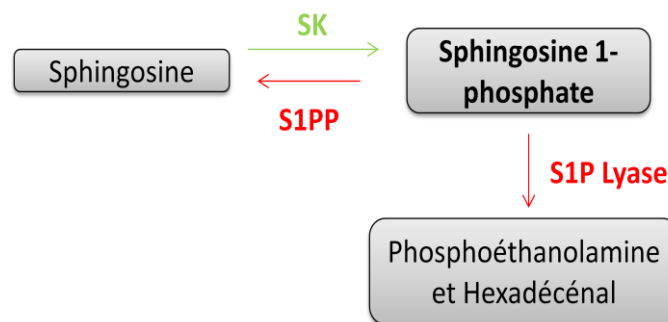 SK
Sphingosine
Sphingosine 1-
phosphate
S1PP
S1P Lyase
Phosphoéthanolamine
et Hexadécénal